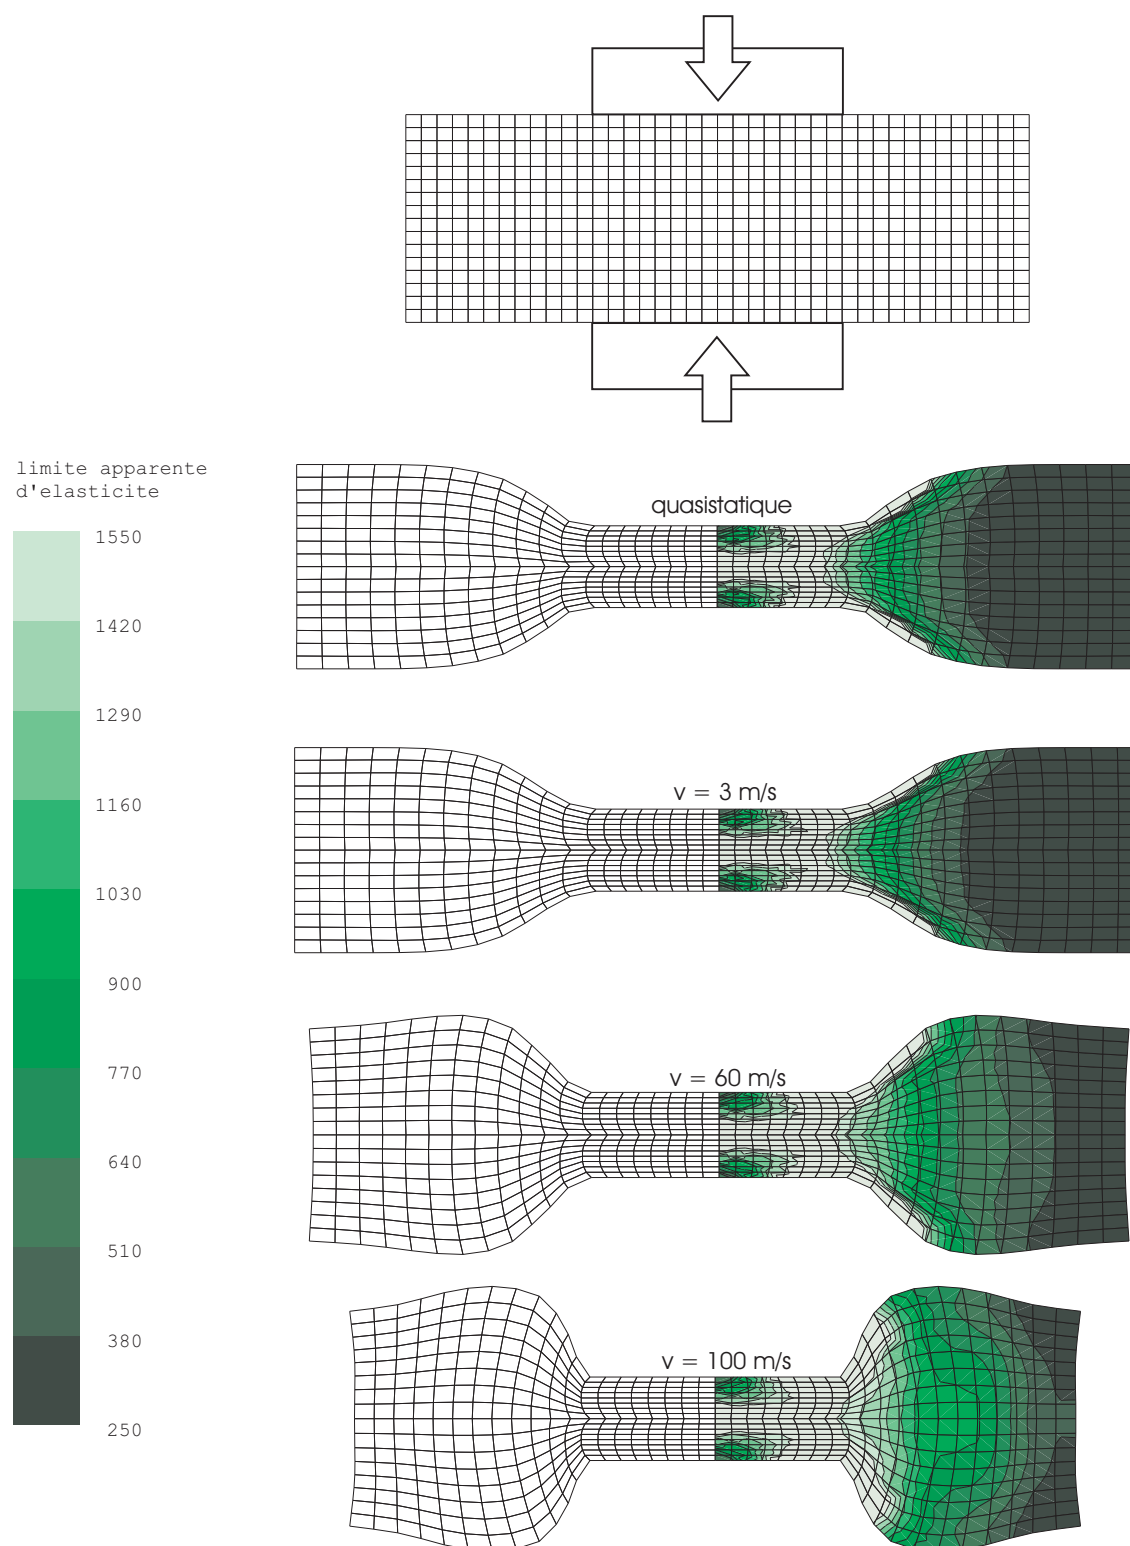 limite apparente
d'elasticite
1550
1420
1290
1160
1030
900
770
640
510
380
250
quasistatique
v = 3 m/s
v = 60 m/s
v = 100 m/s